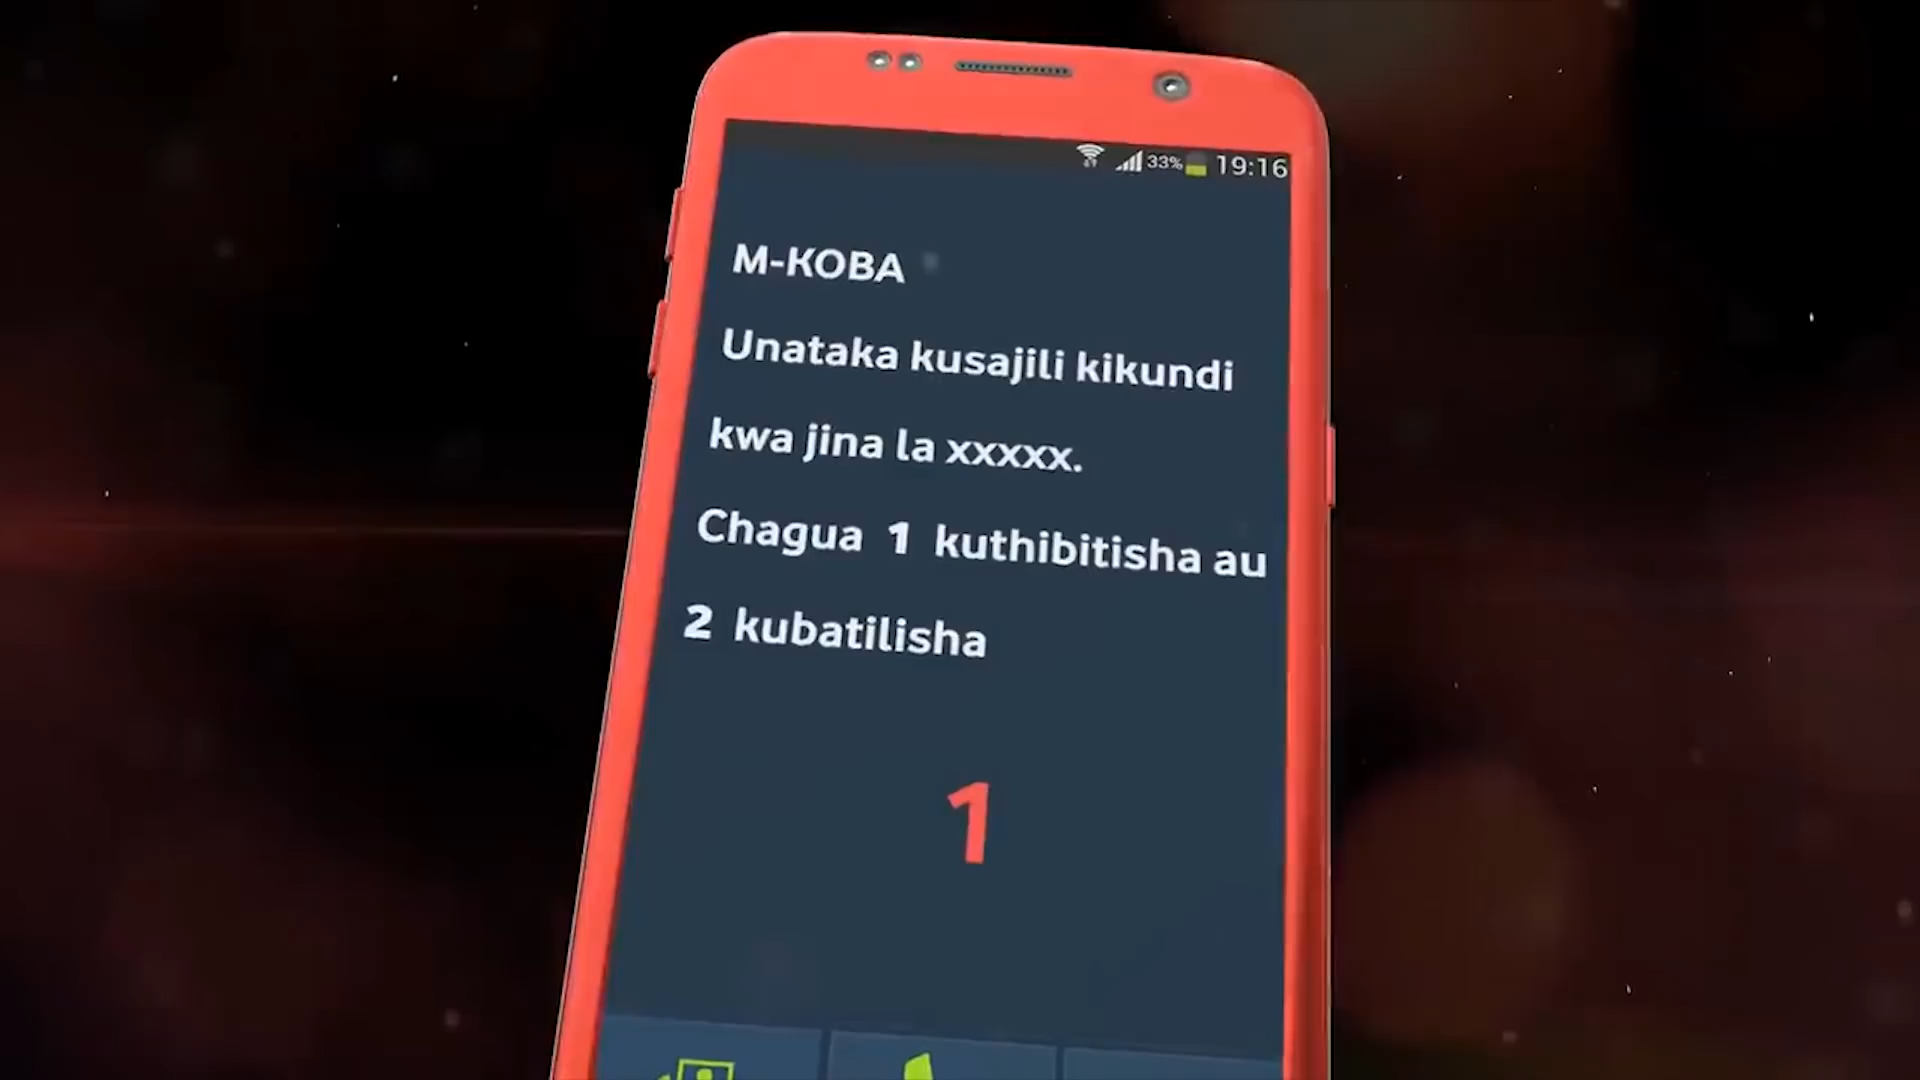 33% 19:16
M-KOBA
Unataka kusajili kikundi
kwa jina la xxxxx.
Chagua 1 kuthibitisha au
2 kubatilisha
1